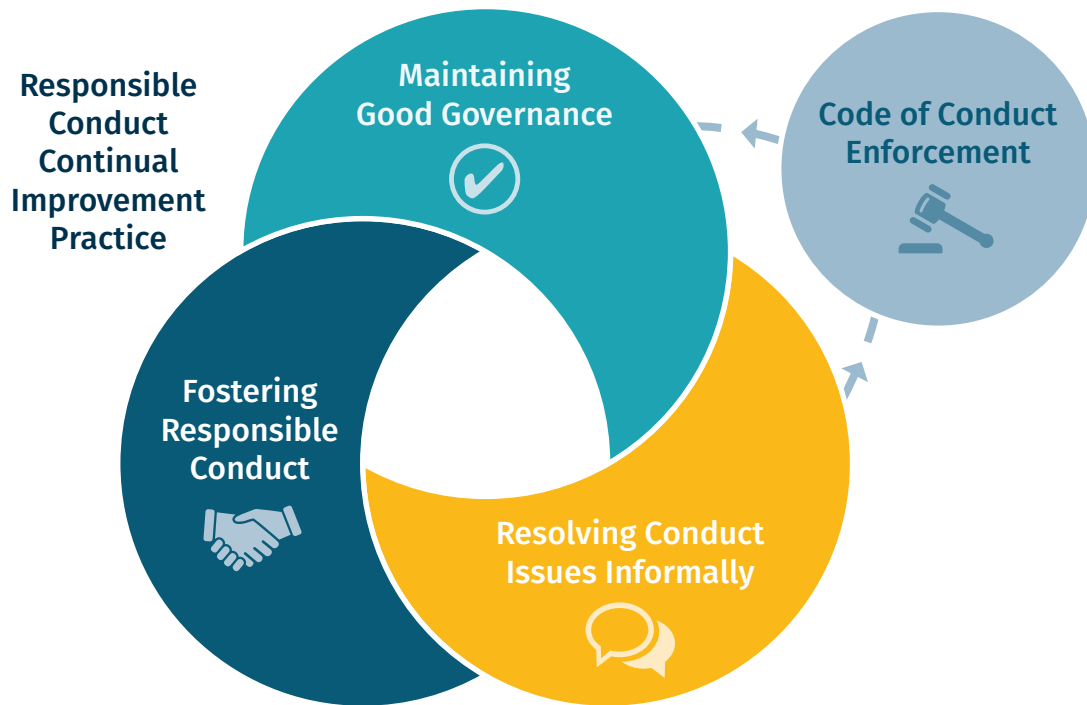 Responsible
Conduct
Continual
Improvement
Practice
Maintaining
Good Governance
Code of Conduct
Enforcement
Fostering
Responsible
Conduct
Resolving Conduct
Issues Informally